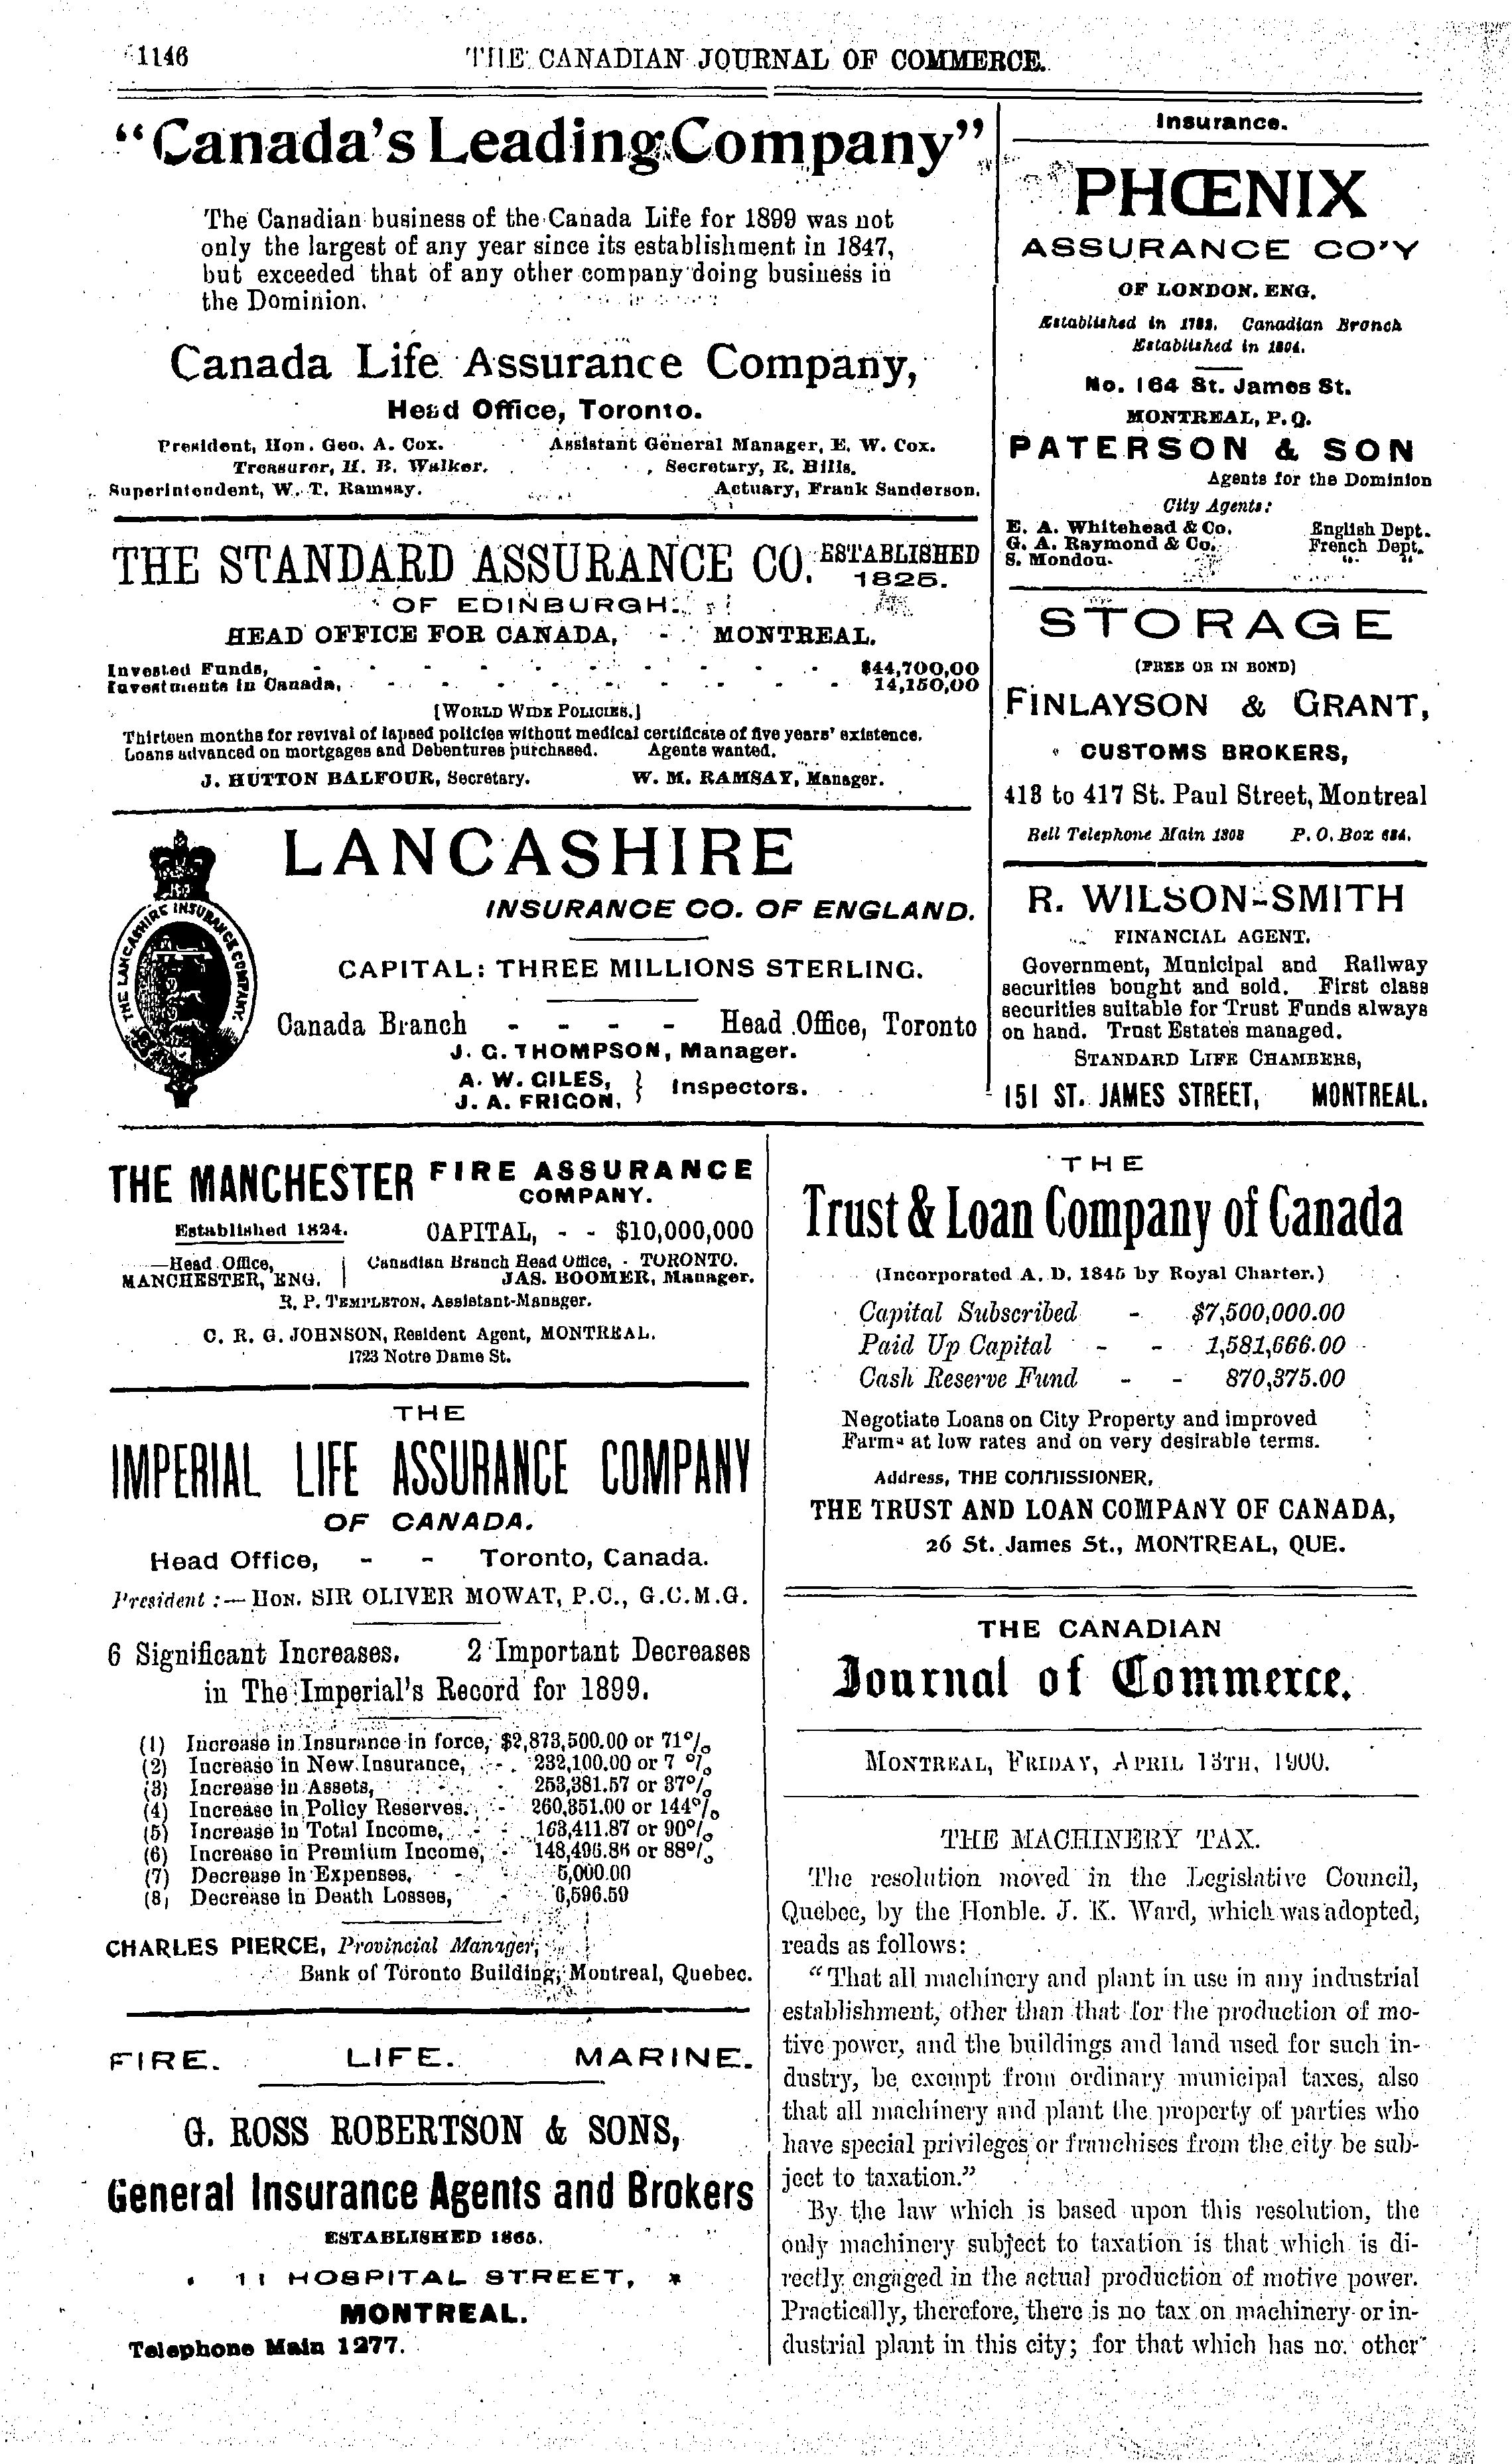 1146
THE CANADIAN JOURNAL OF COMMERCE.
"Canada's Leading Company"
The Canadian business of the Canada Life for 1899 was not
only the largest of any year since its establishment in 1847,
but exceeded that of any other company doing business in
the Dominion.
Canada Life Assurance Company,
Head Office, Toronto.
President, Hon. Geo. A. Cox. Assistant General Manager, E. W. Cox.
Treasurer, H. B. Walker. Secretary, R. Hills.
Superintendent, W. T. Ramsay. Actuary, Frank Sanderson.
THE STANDARD ASSURANCE CO. ESTABLISHED
1825.
OF EDINBURGH.
HEAD OFFICE FOR CANADA, - MONTREAL.
Invested Funds, - - - - - - - - - $44,700,00
Investments in Canada, - - - - - - - - 14,150,00
[WORLD WIDE POLICIES.]
Thirteen months for revival of lapsed policies without medical certificate of five years' existence.
Loans advanced on mortgages and Debentures purchased. Agents wanted.
J. HUTTON BALFOUR, Secretary. W. M. RAMSAY, Manager.
THE LANCASHIRE INSURANCE COMPANY.
LANCASHIRE
INSURANCE CO. OF ENGLAND.
CAPITAL: THREE MILLIONS STERLING.
Canada Branch - - - - Head Office, Toronto
J. G. THOMPSON, Manager.
A. W. GILES, } Inspectors.
J. A. FRIGON,
Insurance.
PHŒNIX
ASSURANCE CO'Y
OF LONDON, ENG.
Established in 1782. Canadian Branch
Established in 1804.
No. 164 St. James St.
MONTREAL, P. Q.
PATERSON & SON
Agents for the Dominion
City Agents:
E. A. Whitehead & Co. English Dept.
G. A. Raymond & Co. French Dept.
S. Mondou. " "
STORAGE
(FREE OR IN BOND)
FINLAYSON & GRANT,
CUSTOMS BROKERS,
413 to 417 St. Paul Street, Montreal
Bell Telephone Main 1308 P. O. Box 684.
R. WILSON-SMITH
FINANCIAL AGENT.
Government, Municipal and Railway
securities bought and sold. First class
securities suitable for Trust Funds always
on hand. Trust Estates managed.
STANDARD LIFE CHAMBERS,
151 ST. JAMES STREET, MONTREAL.
THE MANCHESTER FIRE ASSURANCE
COMPANY.
Established 1824. CAPITAL, - - $10,000,000
Head Office, Canadian Branch Head Office, - TORONTO.
MANCHESTER, ENG. JAS. BOOMER, Manager.
R. P. TEMPLETON, Assistant-Manager.
C. R. G. JOHNSON, Resident Agent, MONTREAL.
1723 Notre Dame St.
THE
IMPERIAL LIFE ASSURANCE COMPANY
OF CANADA.
Head Office, - - Toronto, Canada.
President :— HON. SIR OLIVER MOWAT, P.C., G.C.M.G.
6 Significant Increases. 2 Important Decreases
in The Imperial's Record for 1899.
(1) Increase in Insurance in force, $2,873,500.00 or 71%
(2) Increase in New Insurance, - - 232,100.00 or 7 %
(3) Increase in Assets, 253,381.57 or 37%
(4) Increase in Policy Reserves. - 260,351.00 or 144%
(5) Increase in Total Income, - 163,411.87 or 90%
(6) Increase in Premium Income, - 148,496.86 or 88%
(7) Decrease in Expenses, - 5,000.00
(8) Decrease in Death Losses, - 6,596.59
CHARLES PIERCE, Provincial Manager,
Bank of Toronto Building, Montreal, Quebec.
FIRE. LIFE. MARINE.
G. ROSS ROBERTSON & SONS,
General Insurance Agents and Brokers
ESTABLISHED 1865.
11 HOSPITAL STREET,
MONTREAL.
Telephone Main 1277.
THE
Trust & Loan Company of Canada
(Incorporated A. D. 1845 by Royal Charter.)
Capital Subscribed - $7,500,000.00
Paid Up Capital - - 1,581,666.00
Cash Reserve Fund - - 870,375.00
Negotiate Loans on City Property and improved
Farms at low rates and on very desirable terms.
Address, THE COMMISSIONER,
THE TRUST AND LOAN COMPANY OF CANADA,
26 St. James St., MONTREAL, QUE.
THE CANADIAN
Journal of Commerce.
MONTREAL, FRIDAY, APRIL 13TH, 1900.
THE MACHINERY TAX.
The resolution moved in the Legislative Council,
Quebec, by the Honble. J. K. Ward, which was adopted,
reads as follows:
"That all machinery and plant in use in any industrial
establishment, other than that for the production of mo-
tive power, and the buildings and land used for such in-
dustry, be exempt from ordinary municipal taxes, also
that all machinery and plant the property of parties who
have special privileges or franchises from the city be sub-
ject to taxation."
By the law which is based upon this resolution, the
only machinery subject to taxation is that which is di-
rectly engaged in the actual production of motive power.
Practically, therefore, there is no tax on machinery or in-
dustrial plant in this city; for that which has no other